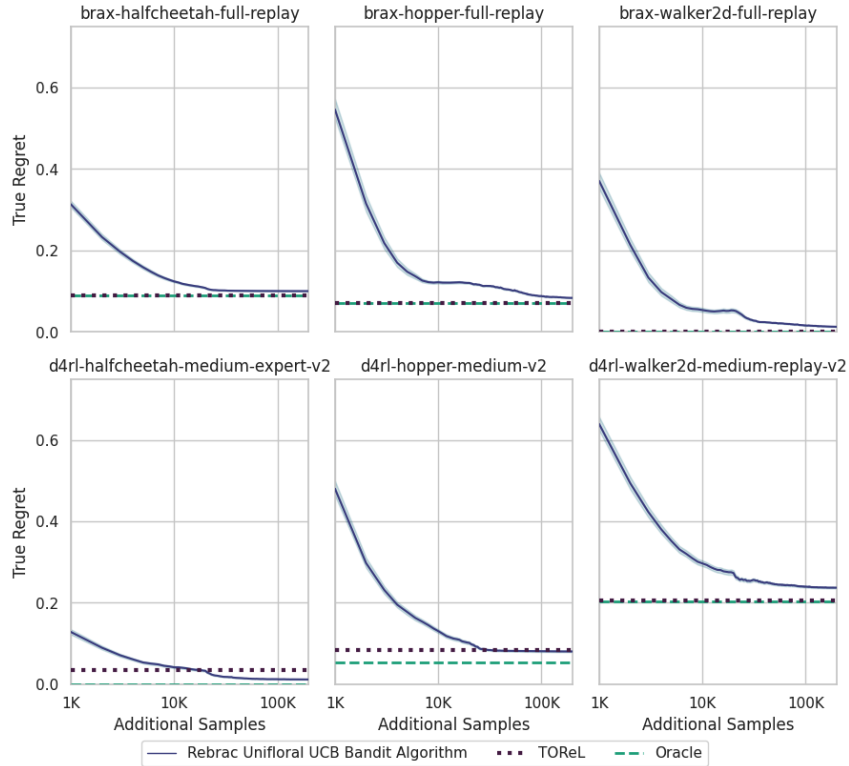 brax-halfcheetah-full-replay
brax-hopper-full-replay
brax-walker2d-full-replay
True Regret
0.6
0.4
0.2
0.0
d4rl-halfcheetah-medium-expert-v2
d4rl-hopper-medium-v2
d4rl-walker2d-medium-replay-v2
True Regret
0.6
0.4
0.2
0.0
1K 10K 100K
1K 10K 100K
1K 10K 100K
Additional Samples
Additional Samples
Additional Samples
Rebrac Unifloral UCB Bandit Algorithm TOReL Oracle